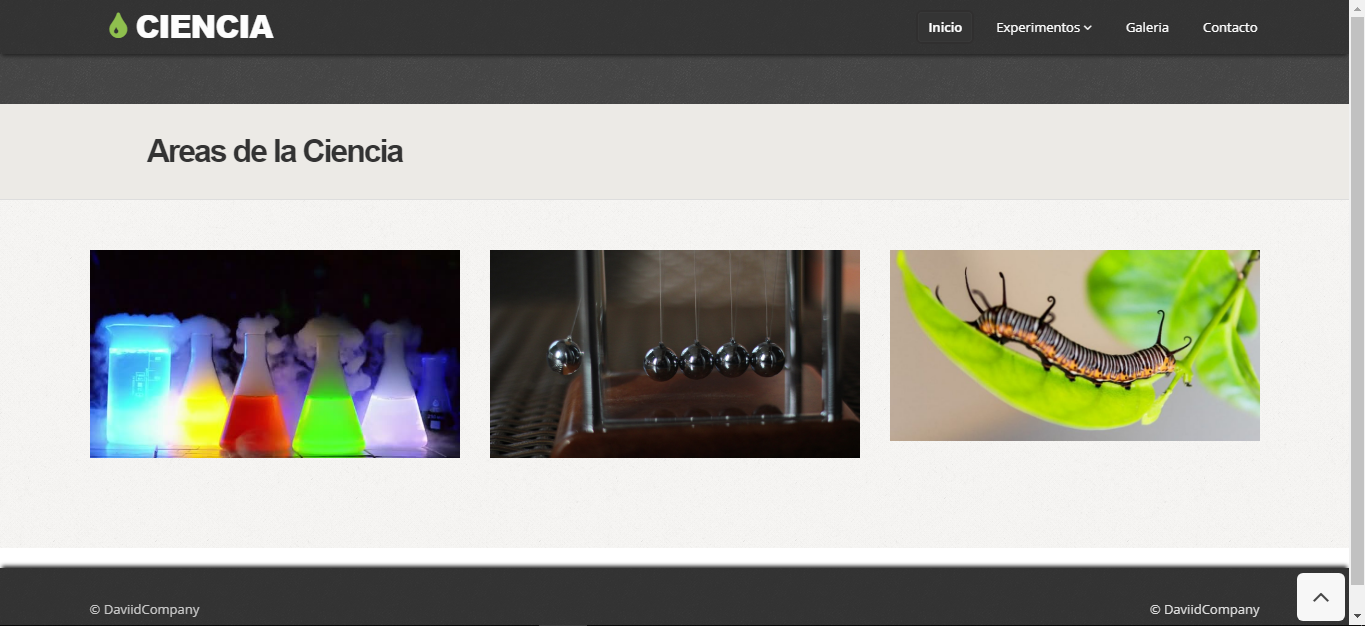 CIENCIA
Inicio Experimentos Galeria Contacto
Areas de la Ciencia
© DaviidCompany
© DaviidCompany